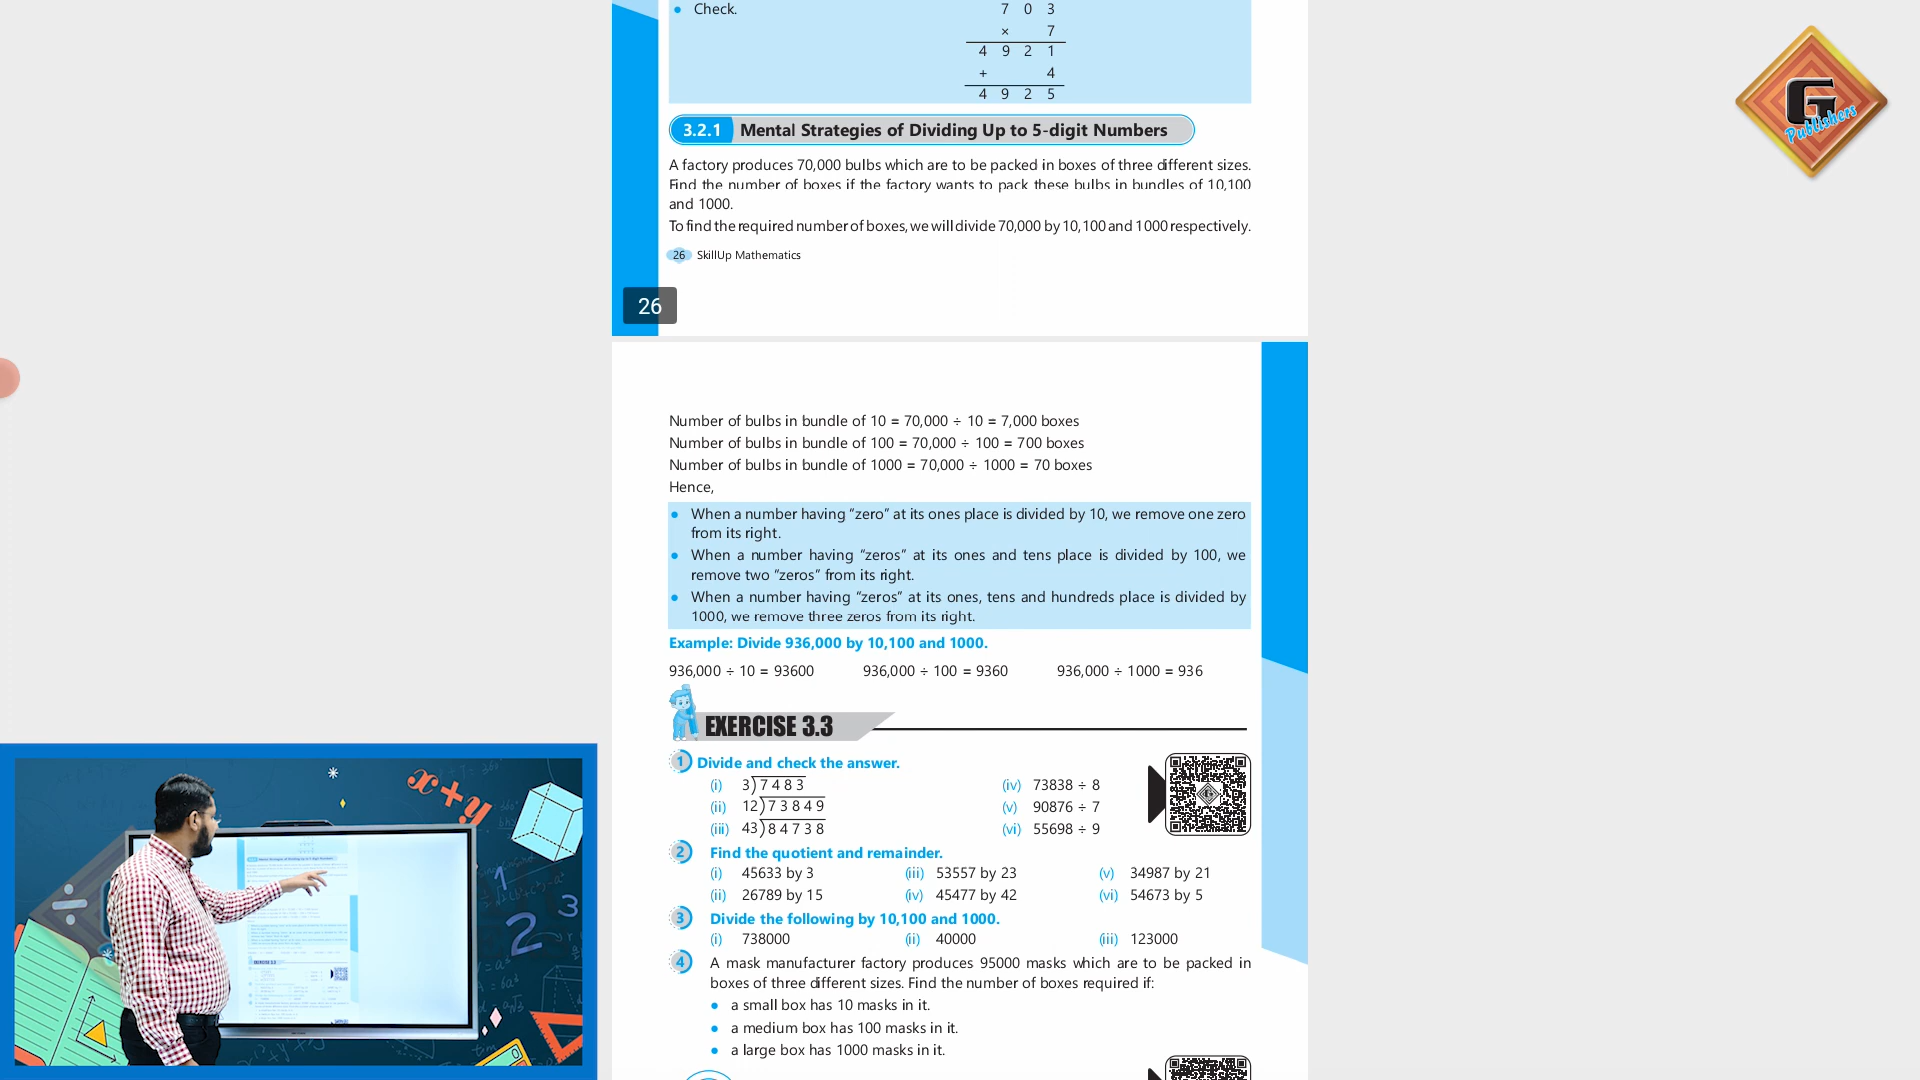 • Check.
7 0 3
× 7
4 9 2 1
+ 4
4 9 2 5
3.2.1 Mental Strategies of Dividing Up to 5-digit Numbers
A factory produces 70,000 bulbs which are to be packed in boxes of three different sizes.
Find the number of boxes if the factory wants to pack these bulbs in bundles of 10,100
and 1000.
To find the required number of boxes, we will divide 70,000 by 10,100 and 1000 respectively.
26 SkillUp Mathematics
26
Number of bulbs in bundle of 10 = 70,000 ÷ 10 = 7,000 boxes
Number of bulbs in bundle of 100 = 70,000 ÷ 100 = 700 boxes
Number of bulbs in bundle of 1000 = 70,000 ÷ 1000 = 70 boxes
Hence,
• When a number having “zero” at its ones place is divided by 10, we remove one zero
from its right.
• When a number having “zeros” at its ones and tens place is divided by 100, we
remove two “zeros” from its right.
• When a number having “zeros” at its ones, tens and hundreds place is divided by
1000, we remove three zeros from its right.
Example: Divide 936,000 by 10,100 and 1000.
936,000 ÷ 10 = 93600 936,000 ÷ 100 = 9360 936,000 ÷ 1000 = 936
EXERCISE 3.3
1 Divide and check the answer.
(i) 3)7 4 8 3 (iv) 73838 ÷ 8
(ii) 12)7 3 8 4 9 (v) 90876 ÷ 7
(iii) 43)8 4 7 3 8 (vi) 55698 ÷ 9
2 Find the quotient and remainder.
(i) 45633 by 3 (iii) 53557 by 23 (v) 34987 by 21
(ii) 26789 by 15 (iv) 45477 by 42 (vi) 54673 by 5
3 Divide the following by 10,100 and 1000.
(i) 738000 (ii) 40000 (iii) 123000
4 A mask manufacturer factory produces 95000 masks which are to be packed in
boxes of three different sizes. Find the number of boxes required if:
• a small box has 10 masks in it.
• a medium box has 100 masks in it.
• a large box has 1000 masks in it.
G
Publishers
x+y
÷
1
2
3